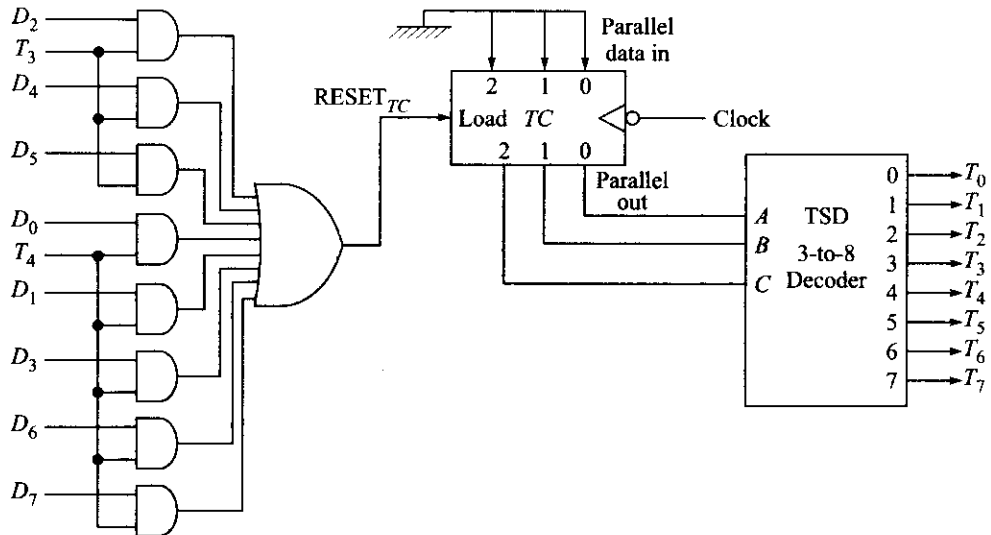 D2
T3
D4
D5
D0
T4
D1
D3
D6
D7
RESET_TC
Parallel
data in
2 1 0
Load TC
2 1 0
Clock
Parallel
out
A
B
C
TSD
3-to-8
Decoder
0 T0
1 T1
2 T2
3 T3
4 T4
5 T5
6 T6
7 T7